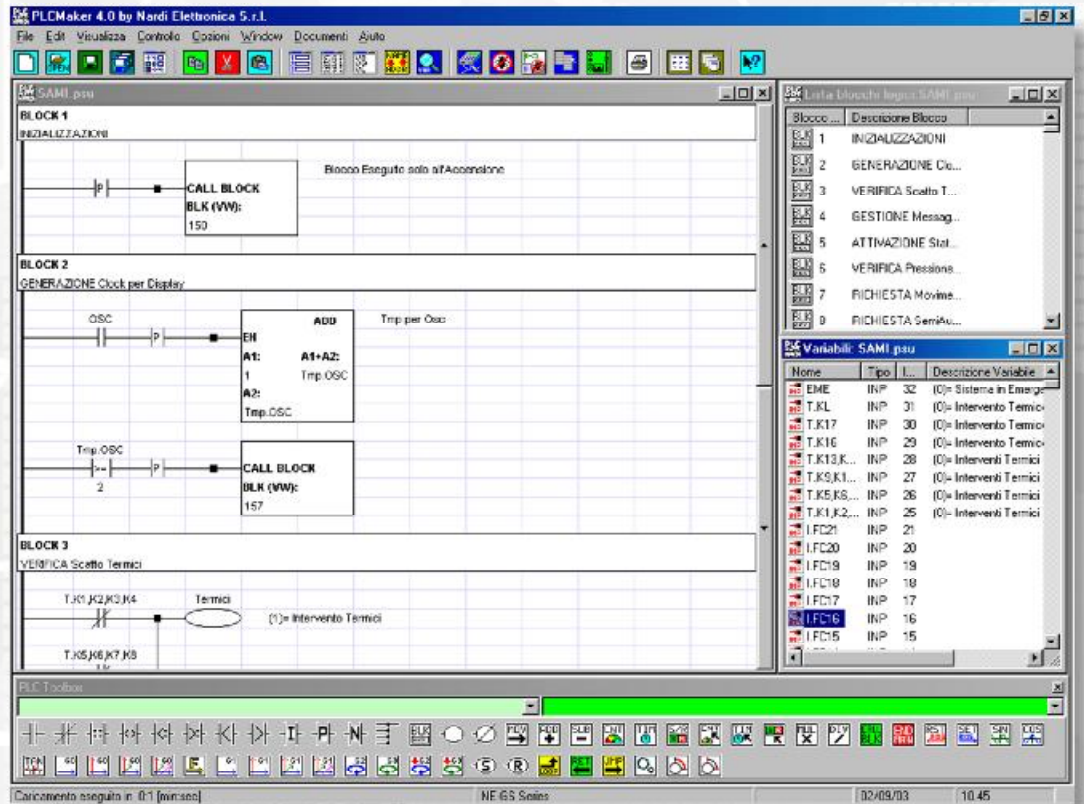 PLCMaker 4.0 by Nardi Elettronica S.r.l.
File Edit Visualizza Controllo Opzioni Window Documenti Aiuto
SAMI.psu
BLOCK 1
INIZIALIZZAZIONI
Blocco Eseguito solo all'Accensione
P
CALL BLOCK
BLK (VW):
150
BLOCK 2
GENERAZIONE Clock per Display
OSC
P
ADD
Tmp per Osc
EN
A1: A1+A2:
1 Tmp.OSC
A2:
Tmp.OSC
Tmp.OSC
>=
P
2
CALL BLOCK
BLK (VW):
157
BLOCK 3
VERIFICA Scatto Termici
T.K1,K2,K3,K4 Termici
(1)= Intervento Termici
T.K5,K6,K7,K8
Lista blocchi logici SAMI.psu
Blocco ... Descrizione Blocco
1 INIZIALIZZAZIONI
2 GENERAZIONE Clo...
3 VERIFICA Scatto T...
4 GESTIONE Messag...
5 ATTIVAZIONE Stat...
6 VERIFICA Pressione...
7 RICHIESTA Movime...
8 RICHIESTA SemiAu...
Variabili: SAMI.psu
Nome Tipo I... Descrizione Variabile
EME INP 32 (0)= Sistema in Emerge
T.KL INP 31 (0)= Intervento Termic
T.K17 INP 30 (0)= Intervento Termic
T.K16 INP 29 (0)= Intervento Termic
T.K13,K... INP 28 (0)= Interventi Termici
T.K9,K1... INP 27 (0)= Interventi Termici
T.K5,K6,... INP 26 (0)= Interventi Termici
T.K1,K2,... INP 25 (0)= Interventi Termici
I.FC21 INP 21
I.FC20 INP 20
I.FC19 INP 19
I.FC18 INP 18
I.FC17 INP 17
I.FC16 INP 16
I.FC15 INP 15
PLC Toolbox
Caricamento eseguito in 0:1 [min:sec] NE-GS Series 02/09/03 10.45